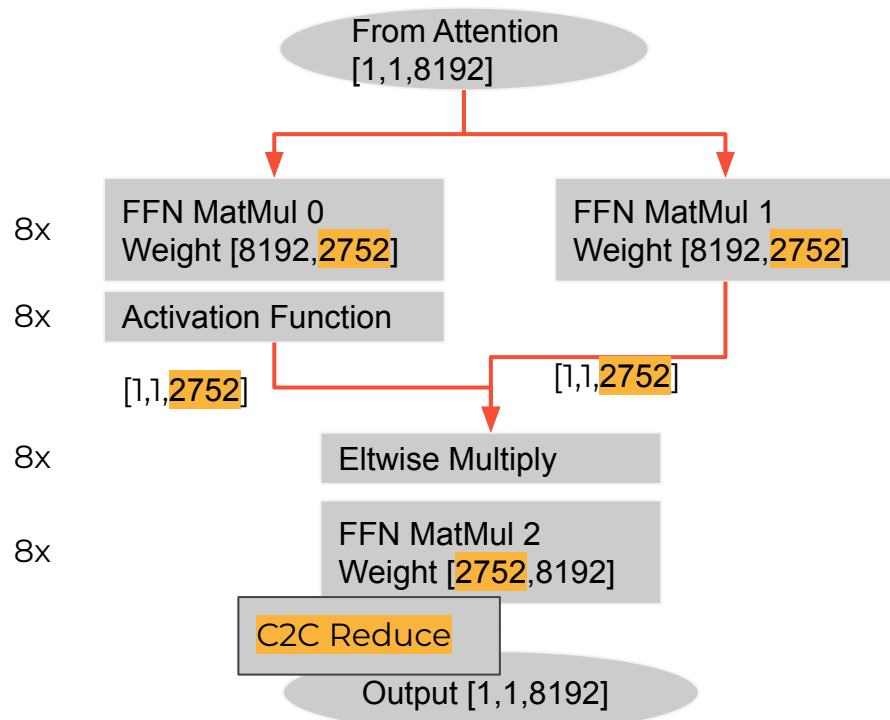 From Attention
[1,1,8192]
8x
FFN MatMul 0
Weight [8192,2752]
FFN MatMul 1
Weight [8192,2752]
8x
Activation Function
[1,1,2752]
[1,1,2752]
8x
Eltwise Multiply
8x
FFN MatMul 2
Weight [2752,8192]
C2C Reduce
Output [1,1,8192]